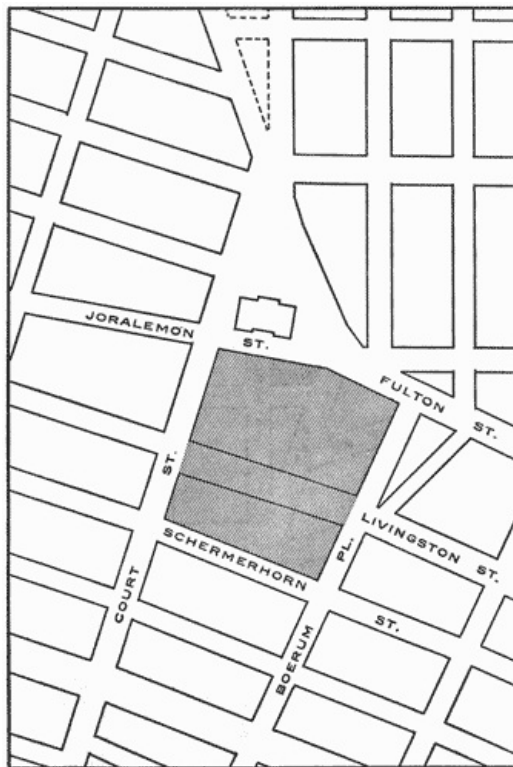 JORALEMON
ST.
FULTON
ST.
ST.
LIVINGSTON
ST.
PL.
SCHERMERHORN
ST.
COURT
BOERUM